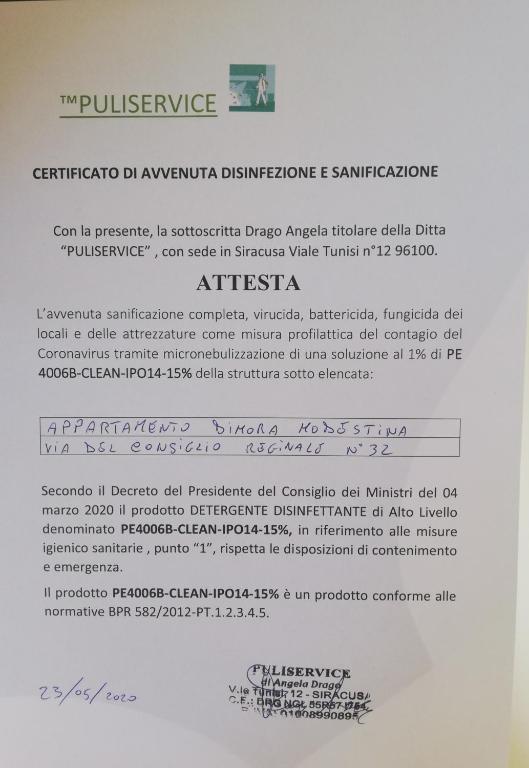 ™PULISERVICE
CERTIFICATO DI AVVENUTA DISINFEZIONE E SANIFICAZIONE
Con la presente, la sottoscritta Drago Angela titolare della Ditta
“PULISERVICE” , con sede in Siracusa Viale Tunisi n°12 96100.
ATTESTA
L’avvenuta sanificazione completa, virucida, battericida, fungicida dei
locali e delle attrezzature come misura profilattica del contagio del
Coronavirus tramite micronebulizzazione di una soluzione al 1% di PE
4006B-CLEAN-IPO14-15% della struttura sotto elencata:
APPARTAMENTO DIMORA MODESTINA
VIA DEL CONSIGLIO REGINALE N° 32
Secondo il Decreto del Presidente del Consiglio dei Ministri del 04
marzo 2020 il prodotto DETERGENTE DISINFETTANTE di Alto Livello
denominato PE4006B-CLEAN-IPO14-15%, in riferimento alle misure
igienico sanitarie , punto “1”, rispetta le disposizioni di contenimento
e emergenza.
Il prodotto PE4006B-CLEAN-IPO14-15% è un prodotto conforme alle
normative BPR 582/2012-PT.1.2.3.4.5.
23/05/2020
PULISERVICE
di Angela Drago
V.le Tunisi, 12 - SIRACUSA
C.F.: DRG NGL
01008990895